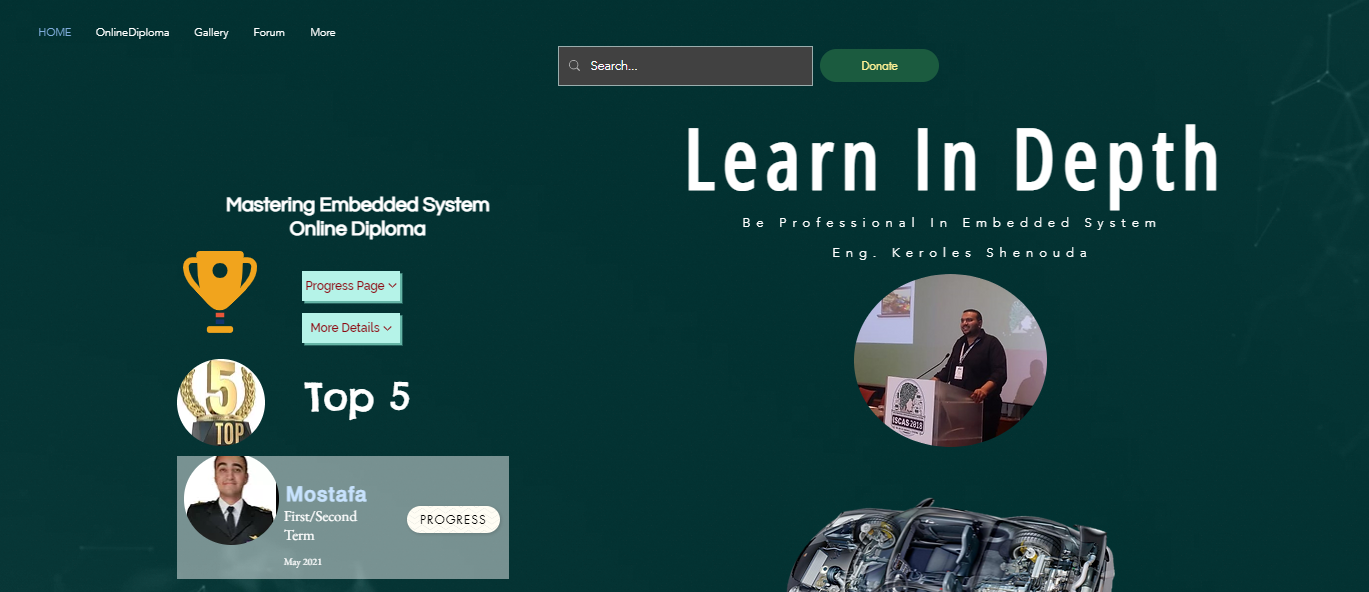 HOME OnlineDiploma Gallery Forum More
Search...
Donate
Learn In Depth
Be Professional In Embedded System
Eng. Keroles Shenouda
Mastering Embedded System
Online Diploma
Progress Page
More Details
5
TOP
Top 5
ISCAS 2018
Mostafa
First/Second
Term
May 2021
PROGRESS